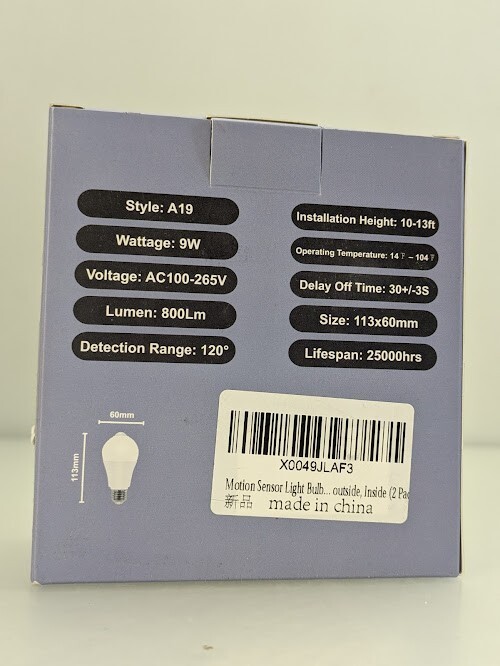 Style: A19
Wattage: 9W
Voltage: AC100-265V
Lumen: 800Lm
Detection Range: 120°
Installation Height: 10-13ft
Operating Temperature: 14℉ – 104℉
Delay Off Time: 30+/-3S
Size: 113x60mm
Lifespan: 25000hrs
60mm
113mm
X0049JLAF3
Motion Sensor Light Bulb... outside, Inside (2 Pac
新品 made in china